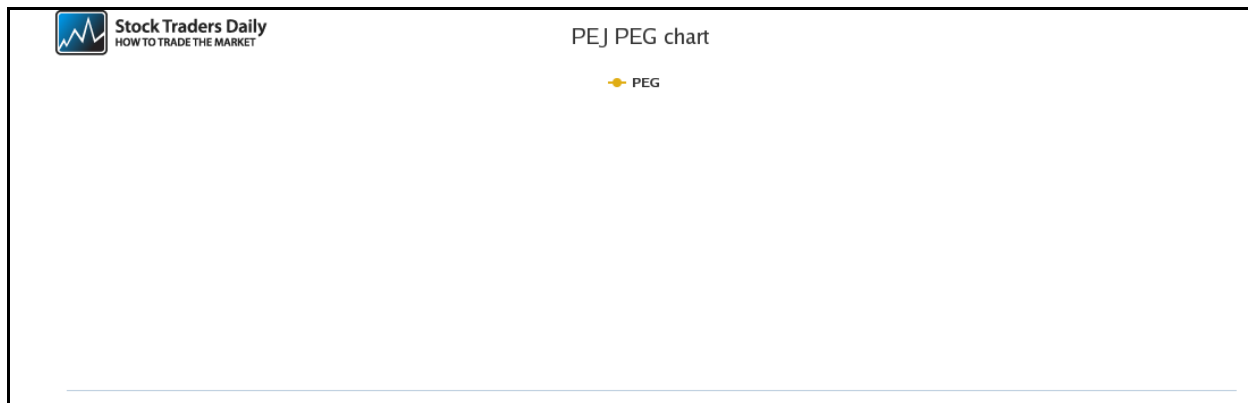 Stock Traders Daily
HOW TO TRADE THE MARKET
PEJ PEG chart
PEG